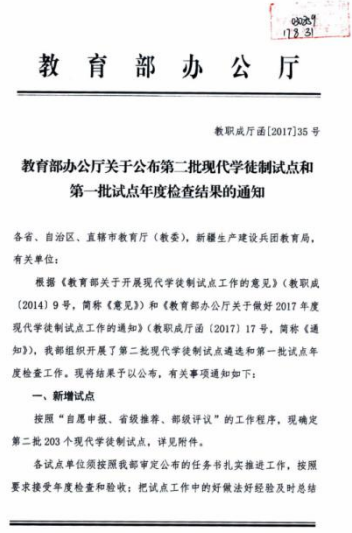 17.8.31
教育部办公厅
教职成厅函[2017]35号
教育部办公厅关于公布第二批现代学徒制试点和
第一批试点年度检查结果的通知
各省、自治区、直辖市教育厅（教委），新疆生产建设兵团教育局，
有关单位：
根据《教育部关于开展现代学徒制试点工作的意见》（教职成
〔2014〕9号，简称《意见》）和《教育部办公厅关于做好2017年度
现代学徒制试点工作的通知》（教职成厅函〔2017〕17号，简称《通
知》），我部组织开展了第二批现代学徒制试点遴选和第一批试点年
度检查工作。现将结果予以公布，有关事项通知如下：
一、新增试点
按照“自愿申报、省级推荐、部级评议”的工作程序，现确定
第二批203个现代学徒制试点，详见附件。
各试点单位须按照我部审定公布的任务书扎实推进工作，按照
要求接受年度检查和验收；把试点工作中的好做法好经验及时总结